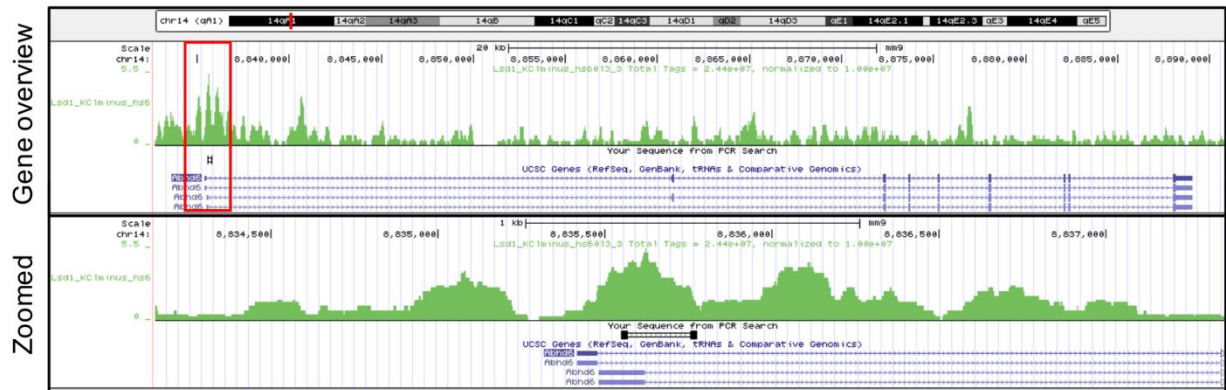 Gene overview
chr14 (qA1) 14qA1 14qA2 14qA3 14qB 14qC1 qC2 14qC3 14qD1 qD2 14qD3 qE1 14qE2.1 14qE2.3 qE3 14qE4 qE5
Scale 20 kb mm9
chr14: 8,840,000 8,845,000 8,850,000 8,855,000 8,860,000 8,865,000 8,870,000 8,875,000 8,880,000 8,885,000 8,890,000
Total Tags = 2.44e+07, normalized to 1.00e+07
5.5 _
Lsd1_KClminus_hs6
0 _
Your Sequence from PCR Search
UCSC Genes (RefSeq, GenBank, tRNAs & Comparative Genomics)
Abhd6
Abhd6
Abhd6
Abhd6
Zoomed
Scale 1 kb mm9
chr14: 8,834,500 8,835,000 8,835,500 8,836,000 8,836,500 8,837,000
Total Tags = 2.44e+07, normalized to 1.00e+07
5.5 _
Lsd1_KClminus_hs6
0 _
Your Sequence from PCR Search
UCSC Genes (RefSeq, GenBank, tRNAs & Comparative Genomics)
Abhd6
Abhd6
Abhd6
Abhd6